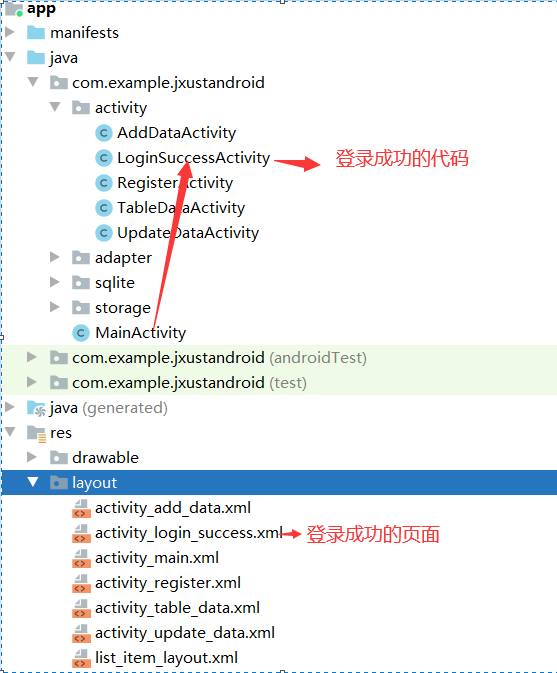 app
manifests
java
com.example.jxustandroid
activity
AddDataActivity
LoginSuccessActivity 登录成功的代码
RegisterActivity
TableDataActivity
UpdateDataActivity
adapter
sqlite
storage
MainActivity
com.example.jxustandroid (androidTest)
com.example.jxustandroid (test)
java (generated)
res
drawable
layout
activity_add_data.xml
activity_login_success.xml 登录成功的页面
activity_main.xml
activity_register.xml
activity_table_data.xml
activity_update_data.xml
list_item_layout.xml